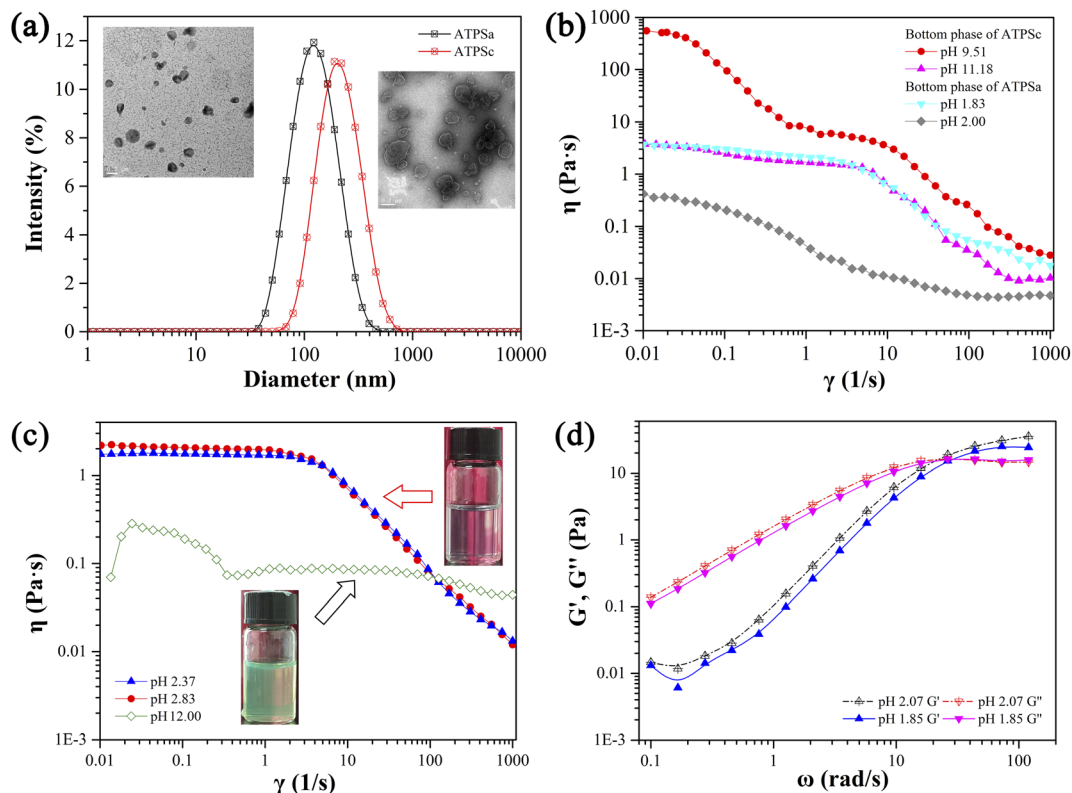 (a)
ATPSa
ATPSc
12
10
8
6
4
2
0
Intensity (%)
1
10
100
1000
10000
Diameter (nm)
(b)
1000
100
10
1
0.1
0.01
1E-3
η (Pa·s)
Bottom phase of ATPSc
pH 9.51
pH 11.18
Bottom phase of ATPSa
pH 1.83
pH 2.00
0.01
0.1
1
10
100
1000
γ (1/s)
(c)
1
0.1
0.01
1E-3
η (Pa·s)
pH 2.37
pH 2.83
pH 12.00
0.01
0.1
1
10
100
1000
γ (1/s)
(d)
100
10
1
0.1
0.01
0.001
G', G'' (Pa)
pH 2.07 G'
pH 2.07 G''
pH 1.85 G'
pH 1.85 G''
0.1
1
10
100
ω (rad/s)